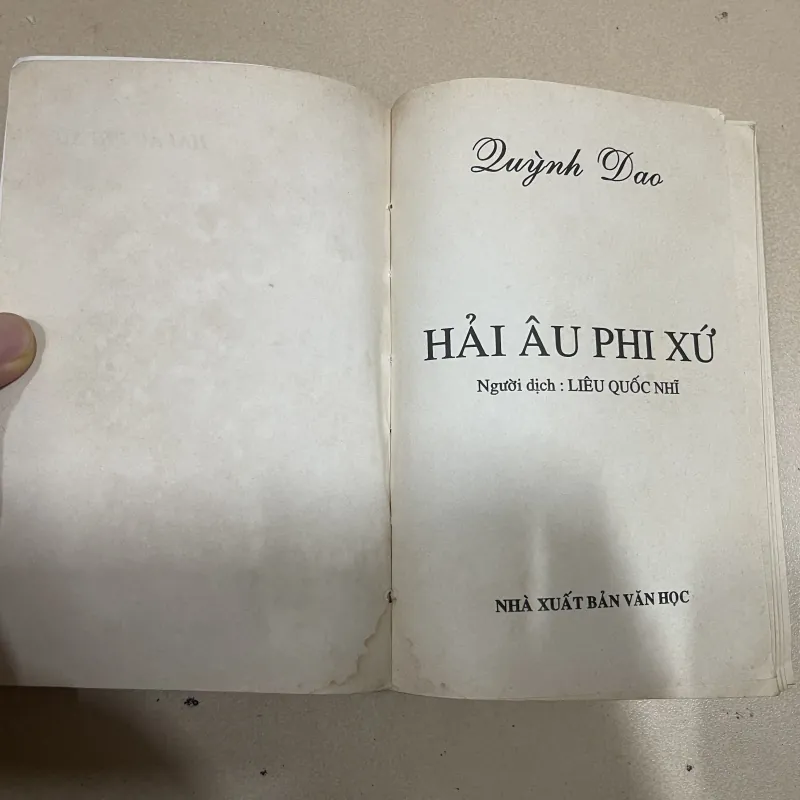 Quỳnh Dao
HẢI ÂU PHI XỨ
Người dịch : LIÊU QUỐC NHĨ
NHÀ XUẤT BẢN VĂN HỌC